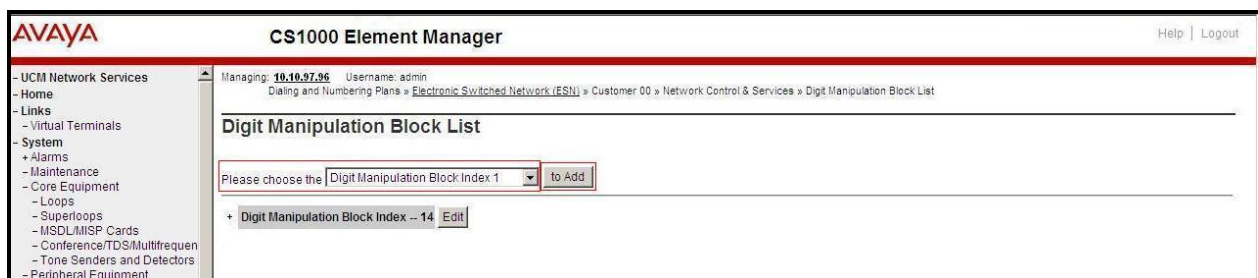 AVAYA
CS1000 Element Manager
Help | Logout
- UCM Network Services
- Home
- Links
- Virtual Terminals
- System
+ Alarms
- Maintenance
- Core Equipment
- Loops
- Superloops
- MSDL/MISP Cards
- Conference/TDS/Multifrequen
- Tone Senders and Detectors
- Peripheral Equipment
Managing: 10.10.97.96 Username: admin
Dialing and Numbering Plans » Electronic Switched Network (ESN) » Customer 00 » Network Control & Services » Digit Manipulation Block List
Digit Manipulation Block List
Please choose the Digit Manipulation Block Index 1 to Add
+ Digit Manipulation Block Index -- 14 Edit